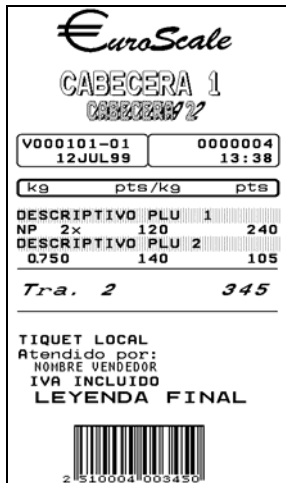 EuroScale
CABECERA 1
CABECERA 2
V000101-01 0000004
12JUL99 13:38
kg pts/kg pts
DESCRIPTIVO PLU 1
NP 2x 120 240
DESCRIPTIVO PLU 2
0.750 140 105
Tra. 2 345
TIQUET LOCAL
Atendido por:
NOMBRE VENDEDOR
IVA INCLUIDO
LEYENDA FINAL
2 510004 003450